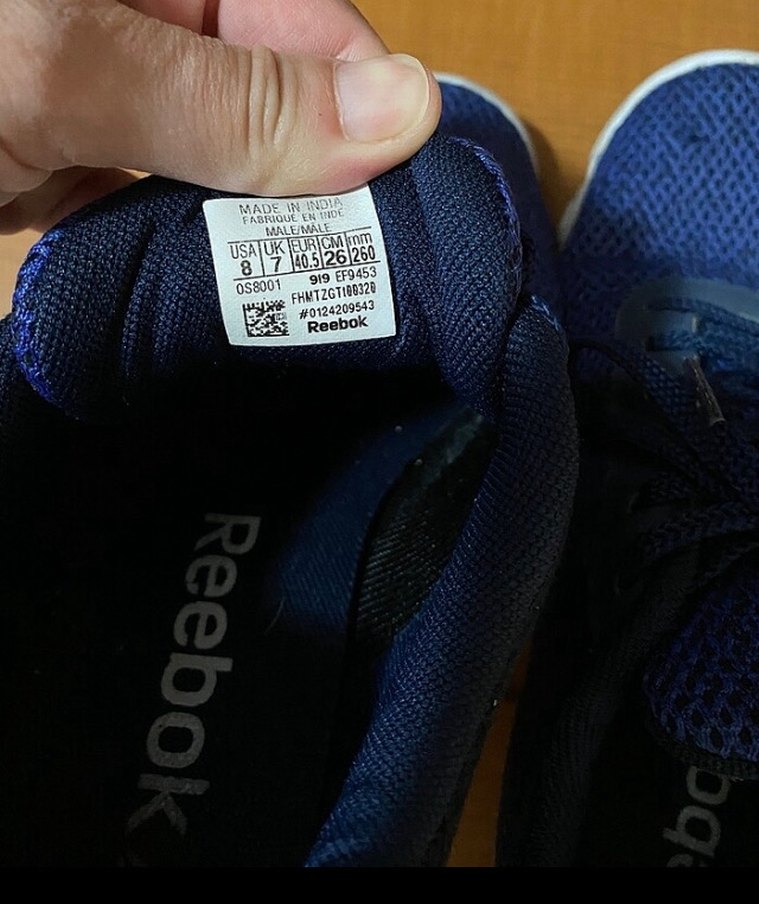 MADE IN INDIA
FABRIQUE EN INDE
MALE/MALE
USA UK EUR CM mm
8 7 40.5 26 260
0S8001 919 EF9453
FHMTZGTI00320
#0124209543
Reebok
Reebok